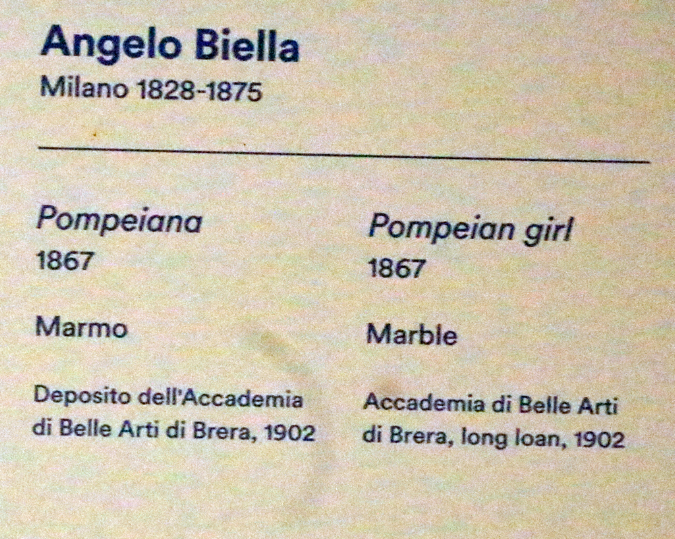 Angelo Biella
Milano 1828-1875
Pompeiana
1867
Marmo
Deposito dell'Accademia
di Belle Arti di Brera, 1902
Pompeian girl
1867
Marble
Accademia di Belle Arti
di Brera, long loan, 1902